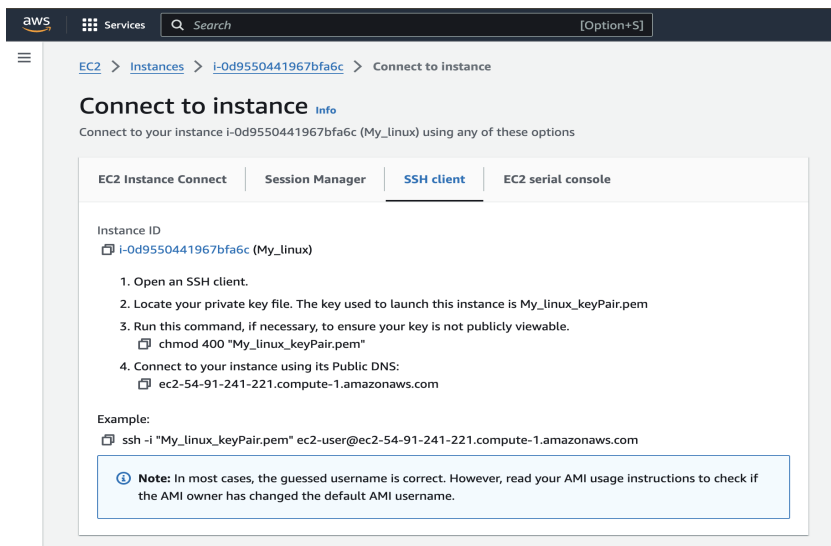 aws Services Search [Option+S]
EC2 > Instances > i-0d9550441967bfa6c > Connect to instance
Connect to instance Info
Connect to your instance i-0d9550441967bfa6c (My_linux) using any of these options
EC2 Instance Connect Session Manager SSH client EC2 serial console
Instance ID
i-0d9550441967bfa6c (My_linux)
1. Open an SSH client.
2. Locate your private key file. The key used to launch this instance is My_linux_keyPair.pem
3. Run this command, if necessary, to ensure your key is not publicly viewable.
chmod 400 "My_linux_keyPair.pem"
4. Connect to your instance using its Public DNS:
ec2-54-91-241-221.compute-1.amazonaws.com
Example:
ssh -i "My_linux_keyPair.pem" ec2-user@ec2-54-91-241-221.compute-1.amazonaws.com
Note: In most cases, the guessed username is correct. However, read your AMI usage instructions to check if
the AMI owner has changed the default AMI username.